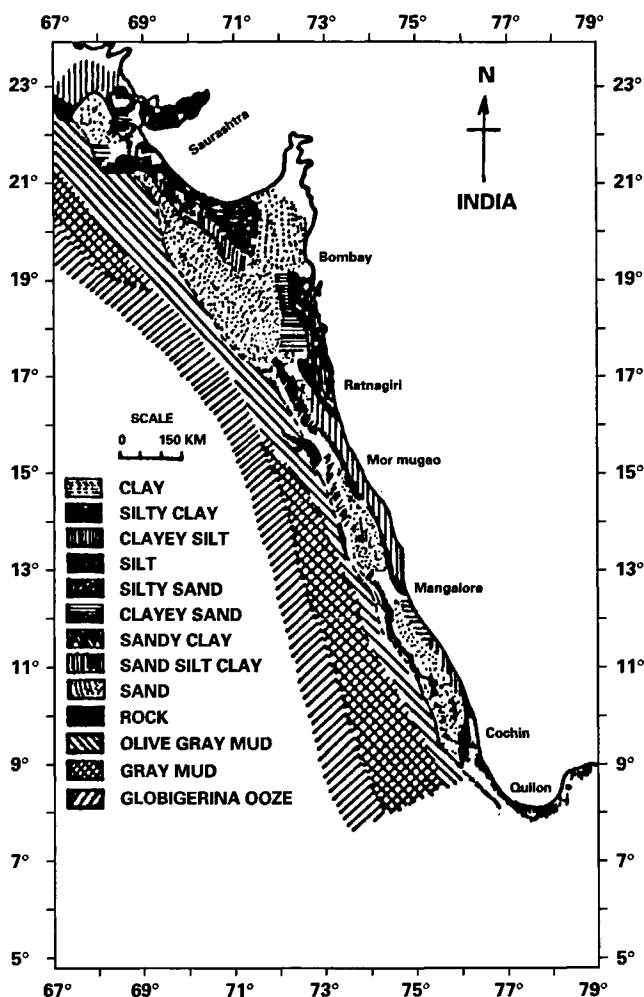 67° 69° 71° 73° 75° 77° 79°
23° 23°
N
Saurashtra
21° 21°
INDIA
Bombay
19° 19°
17° 17°
Ratnagiri
SCALE
0 150 KM
Mor mugao
15° 15°
CLAY
SILTY CLAY
CLAYEY SILT
SILT
13° 13°
SILTY SAND
Mangalore
CLAYEY SAND
SANDY CLAY
11° 11°
SAND SILT CLAY
SAND
ROCK
Cochin
OLIVE GRAY MUD
9° 9°
GRAY MUD
Quilon
GLOBIGERINA OOZE
7° 7°
5° 5°
67° 69° 71° 73° 75° 77° 79°